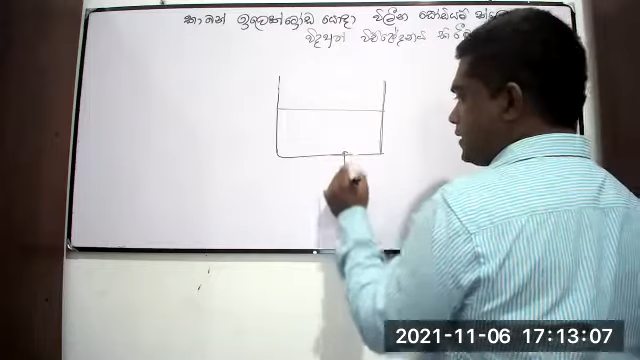 කාබන් ඉලෙක්ට්‍රෝඩ යොදා විලීන සෝඩියම්
විද්‍යුත් විච්ඡේදනය කිරීම
2021-11-06 17:13:07